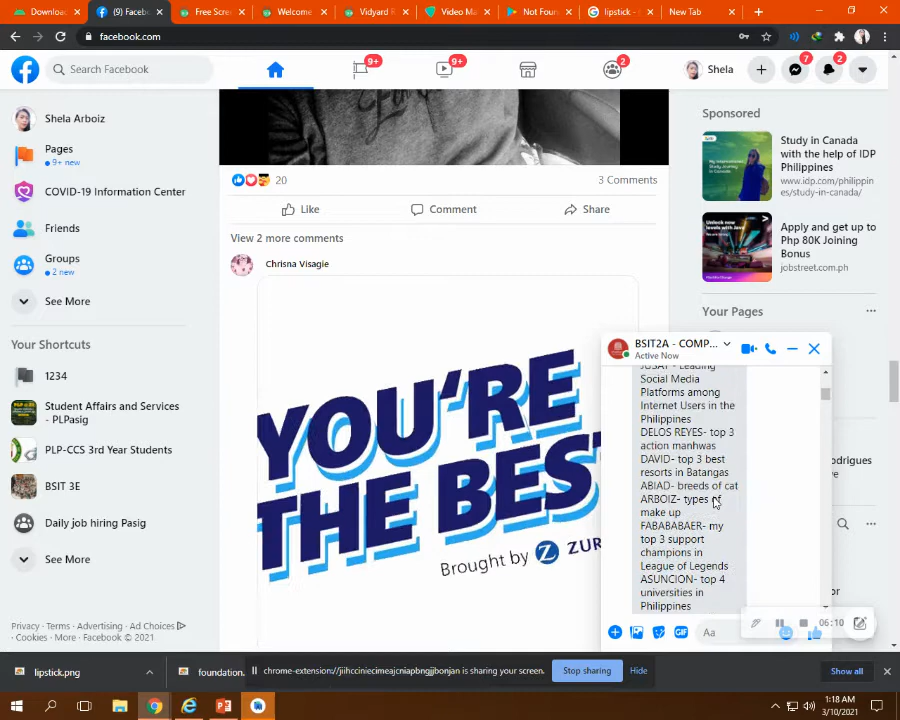 Downloa
(9) Faceb
Free Scre
Welcome
Vidyard R
Video Ma
Not Foun
lipstick -
New Tab
facebook.com
Search Facebook
9+
9+
2
Shela
7
2
Shela Arboiz
Pages
9+ new
COVID-19 Information Center
Friends
Groups
2 new
See More
Your Shortcuts
1234
Student Affairs and Services
- PLPasig
PLP-CCS 3rd Year Students
BSIT 3E
Daily job hiring Pasig
See More
Privacy · Terms · Advertising · Ad Choices
· Cookies · More · Facebook © 2021
20
3 Comments
Like
Comment
Share
View 2 more comments
Chrisna Visagie
YOU'RE
THE BES
Brought by Z ZUR
Sponsored
Study in Canada
with the help of IDP
Philippines
www.idp.com/philippin
es/study-in-canada/
Apply and get up to
Php 80K Joining
Bonus
jobstreet.com.ph
Your Pages
BSIT2A - COMP...
Active Now
JUSAY - Leading
Social Media
Platforms among
Internet Users in the
Philippines
DELOS REYES- top 3
action manhwas
DAVID- top 3 best
resorts in Batangas
ABIAD- breeds of cat
ARBOIZ- types of
make up
FABABABAER- my
top 3 support
champions in
League of Legends
ASUNCION- top 4
universities in
Philippines
odrigues
or
GIF
Aa
06:10
lipstick.png
foundation.
chrome-extension://jiihcciniecimeajcniapbngjjbonjan is sharing your screen.
Stop sharing
Hide
Show all
1:18 AM
3/10/2021